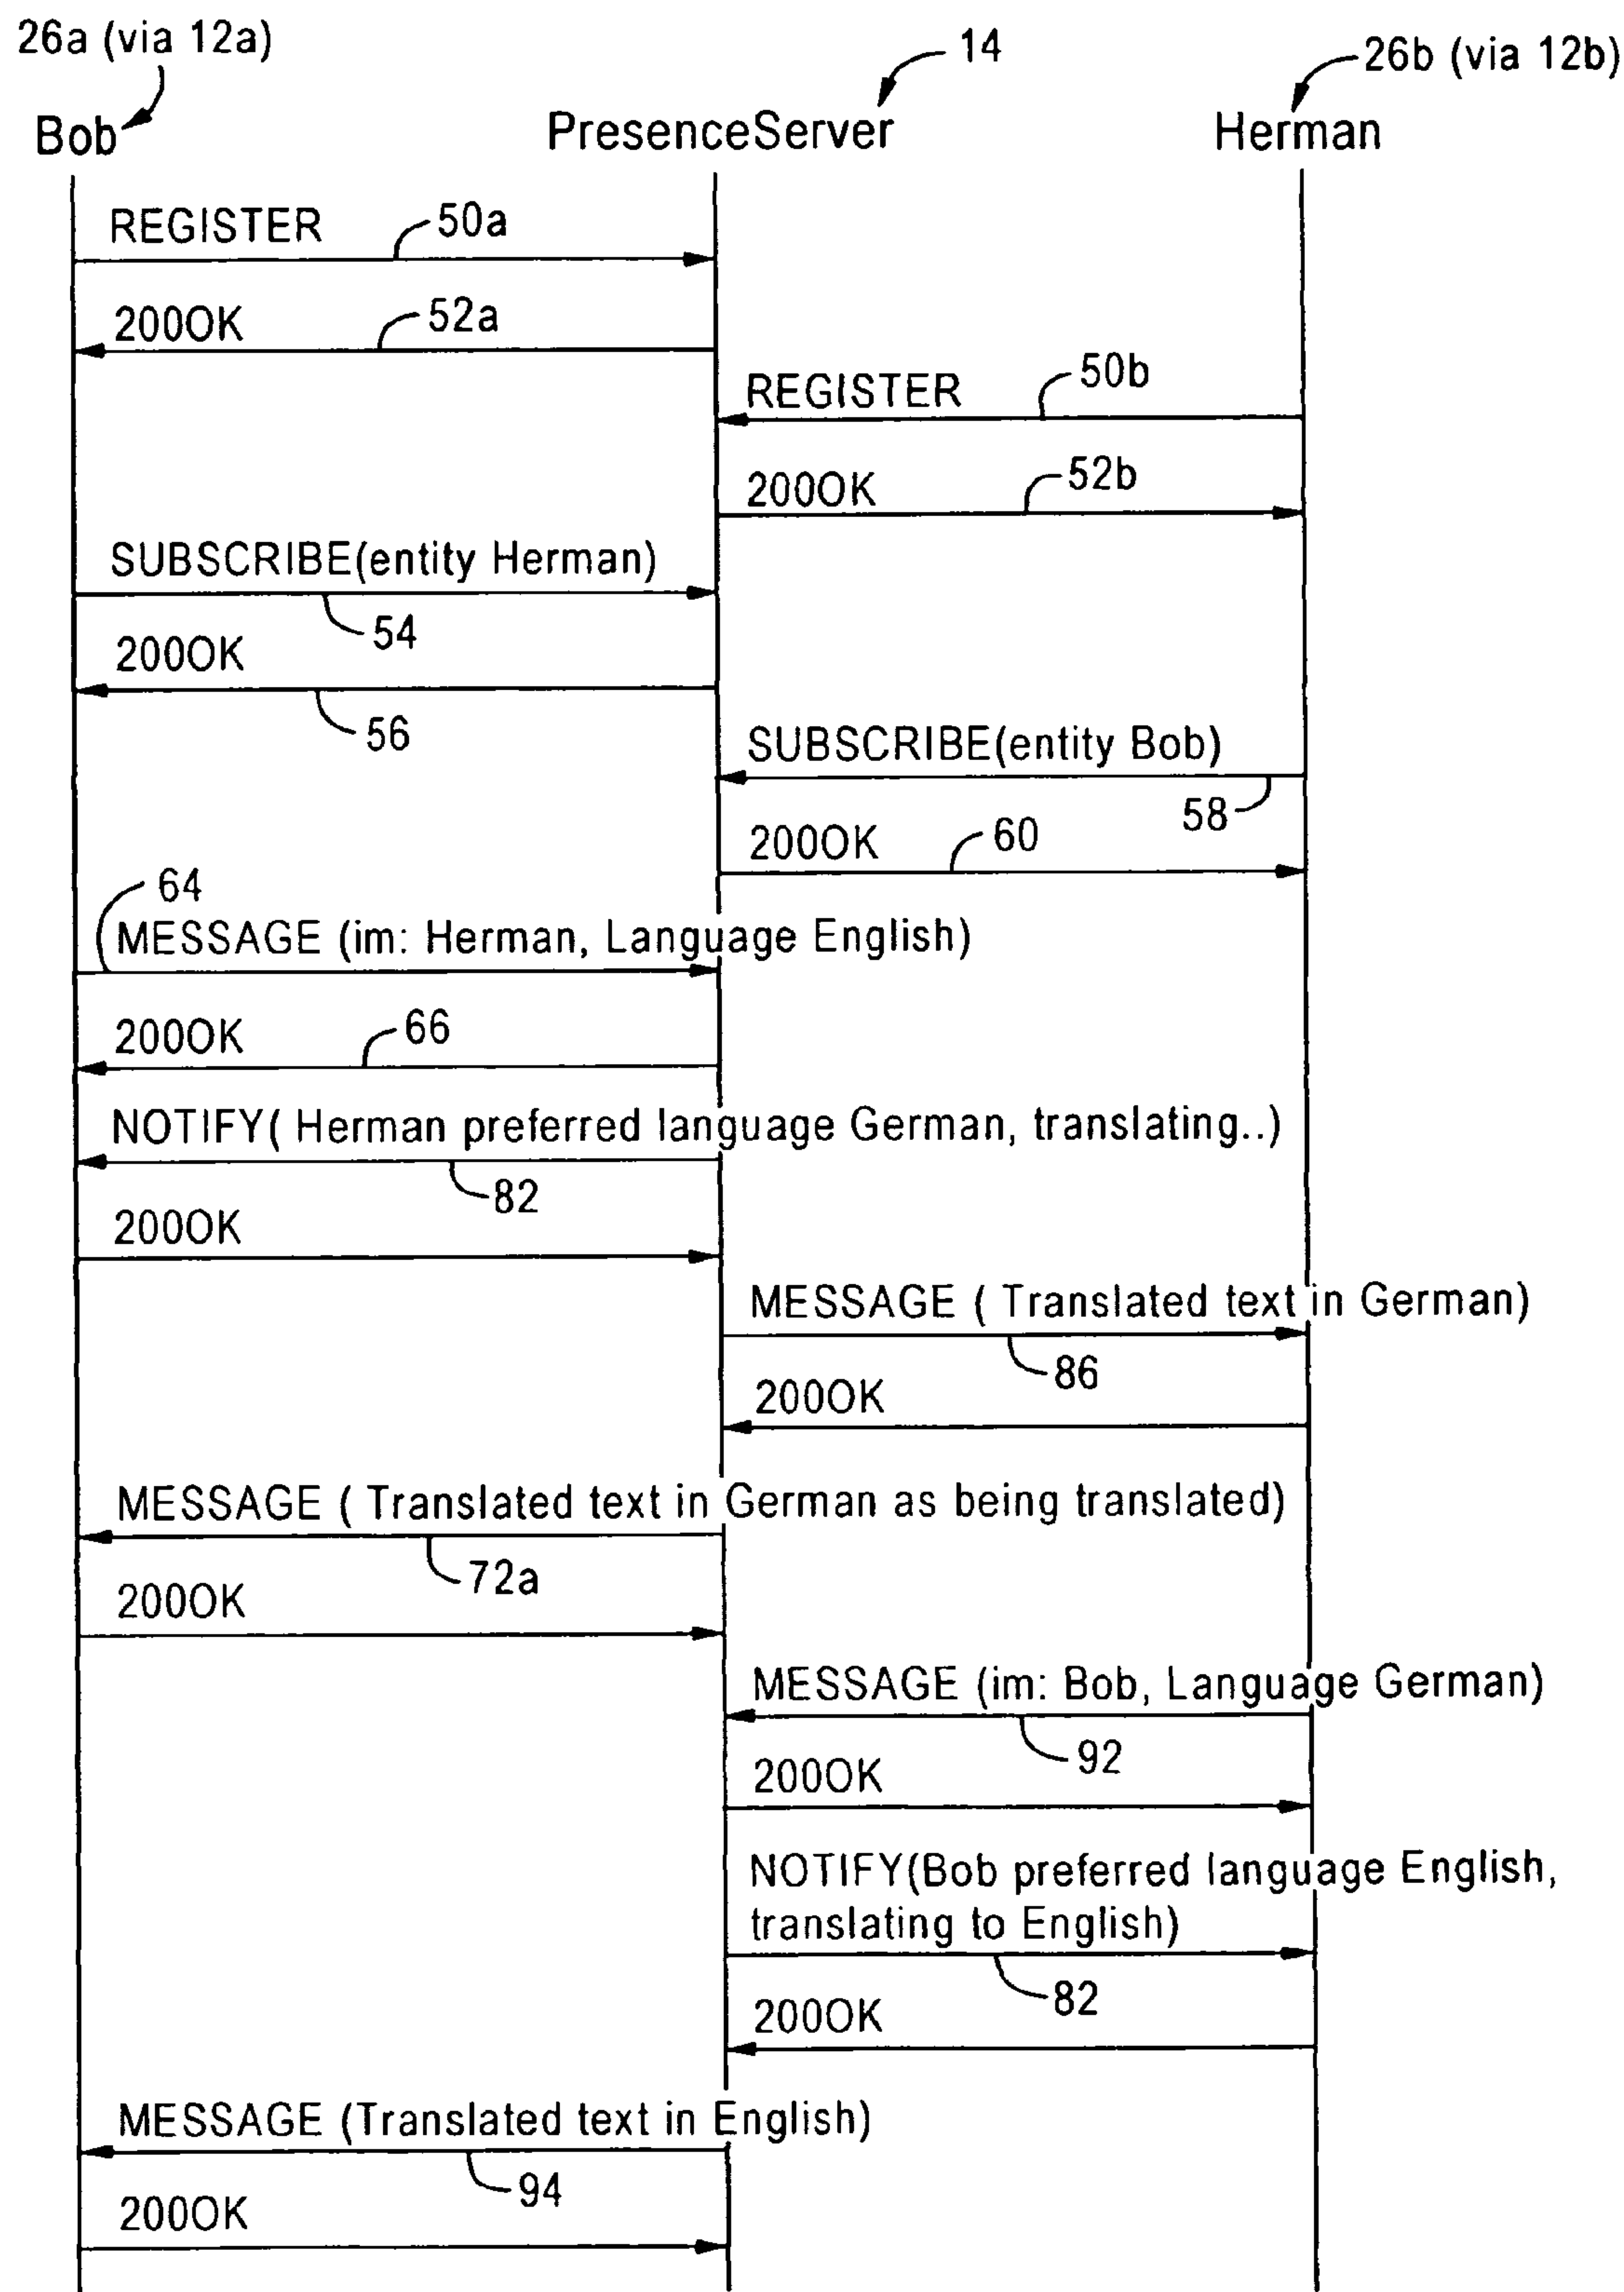 26a (via 12a)
14
26b (via 12b)
Bob
PresenceServer
Herman
REGISTER
50a
200OK
52a
REGISTER
50b
200OK
52b
SUBSCRIBE(entity Herman)
54
200OK
56
SUBSCRIBE(entity Bob)
58
200OK
60
64
MESSAGE (im: Herman, Language English)
200OK
66
NOTIFY( Herman preferred language German, translating..)
82
200OK
MESSAGE ( Translated text in German)
86
200OK
MESSAGE ( Translated text in German as being translated)
72a
200OK
MESSAGE (im: Bob, Language German)
92
200OK
NOTIFY(Bob preferred language English,
translating to English)
82
200OK
MESSAGE (Translated text in English)
94
200OK